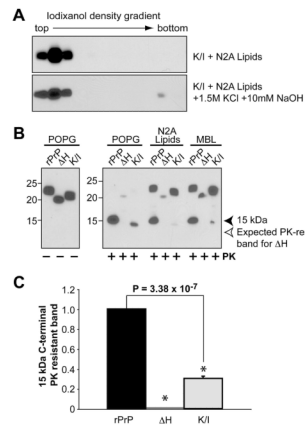 A
Iodixanol density gradient
top bottom
K/I + N2A Lipids
K/I + N2A Lipids
+1.5M KCl +10mM NaOH
B
POPG POPG N2A Lipids MBL
rPrP ΔH K/I rPrP ΔH K/I rPrP ΔH K/I rPrP ΔH K/I
25
20
15
25
20
15
15 kDa
Expected PK-re
band for ΔH
− − − + + + + + + + + + PK
C
P = 3.38 x 10-7
15 kDa C-terminal
PK resistant band
1.2
1.0
0.8
0.6
0.4
0.2
0
*
*
rPrP ΔH K/I